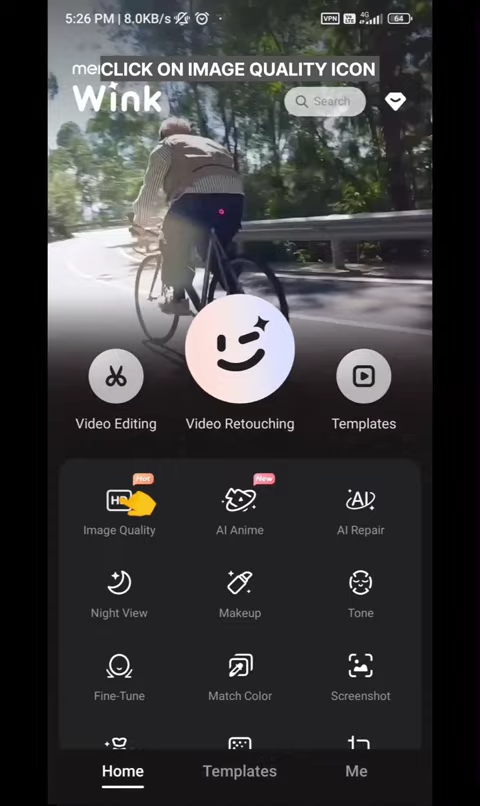 5:26 PM | 8.0KB/s
VPN
4G
64
CLICK ON IMAGE QUALITY ICON
Wink
Search
Video Editing
Video Retouching
Templates
Hot
New
HD
AI
Image Quality
AI Anime
AI Repair
Night View
Makeup
Tone
Fine-Tune
Match Color
Screenshot
Home
Templates
Me